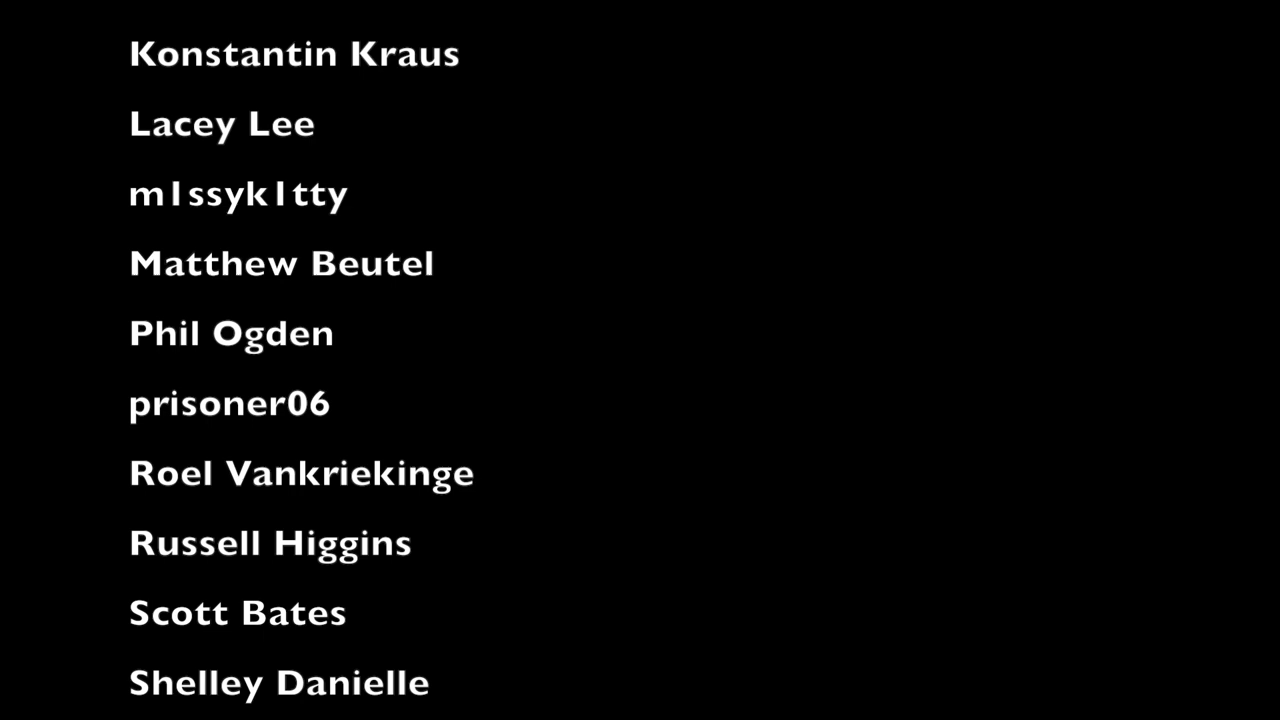 Konstantin Kraus
Lacey Lee
m1ssyk1tty
Matthew Beutel
Phil Ogden
prisoner06
Roel Vankriekinge
Russell Higgins
Scott Bates
Shelley Danielle